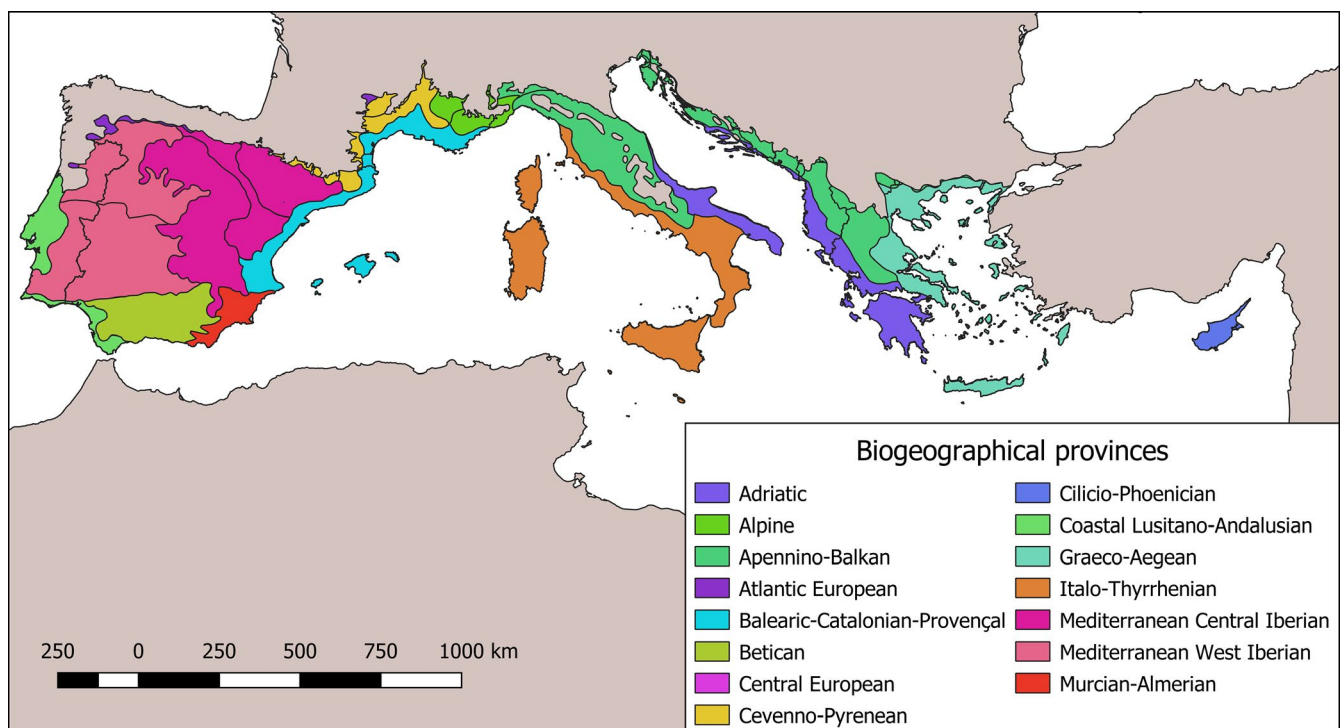 Biogeographical provinces
Adriatic
Alpine
Apennino-Balkan
Atlantic European
Balearic-Catalonian-Provençal
Betican
Central European
Cevenno-Pyrenean
Cilicio-Phoenician
Coastal Lusitano-Andalusian
Graeco-Aegean
Italo-Thyrrhenian
Mediterranean Central Iberian
Mediterranean West Iberian
Murcian-Almerian
250 0 250 500 750 1000 km